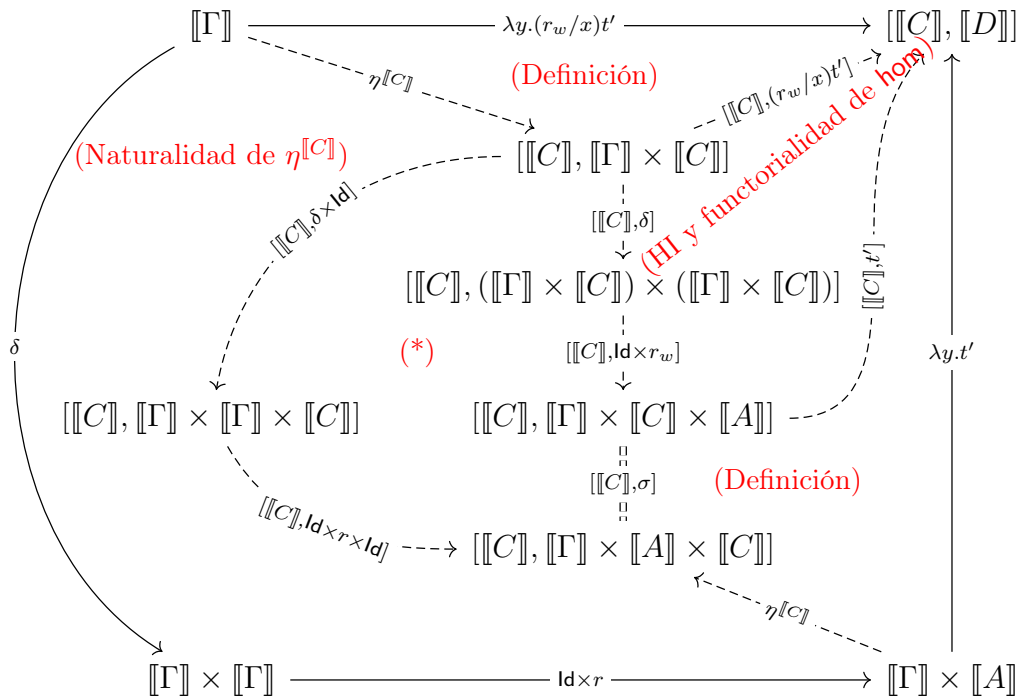 ⟦Γ⟧ λy.(r_w/x)t′ [⟦C⟧, ⟦D⟧]
η^⟦C⟧ (Definición) [⟦C⟧,(r_w/x)t′]
(Naturalidad de η^⟦C⟧) [⟦C⟧, ⟦Γ⟧ × ⟦C⟧]
(HI y functorialidad de hom)
[⟦C⟧,δ×Id] [⟦C⟧,δ]
[⟦C⟧, (⟦Γ⟧ × ⟦C⟧) × (⟦Γ⟧ × ⟦C⟧)] [⟦C⟧,t′]
δ (*) [⟦C⟧,Id×r_w] λy.t′
[⟦C⟧, ⟦Γ⟧ × ⟦Γ⟧ × ⟦C⟧] [⟦C⟧, ⟦Γ⟧ × ⟦C⟧ × ⟦A⟧]
[⟦C⟧,σ] (Definición)
[⟦C⟧,Id×r×Id] [⟦C⟧, ⟦Γ⟧ × ⟦A⟧ × ⟦C⟧]
η^⟦C⟧
⟦Γ⟧ × ⟦Γ⟧ Id×r ⟦Γ⟧ × ⟦A⟧